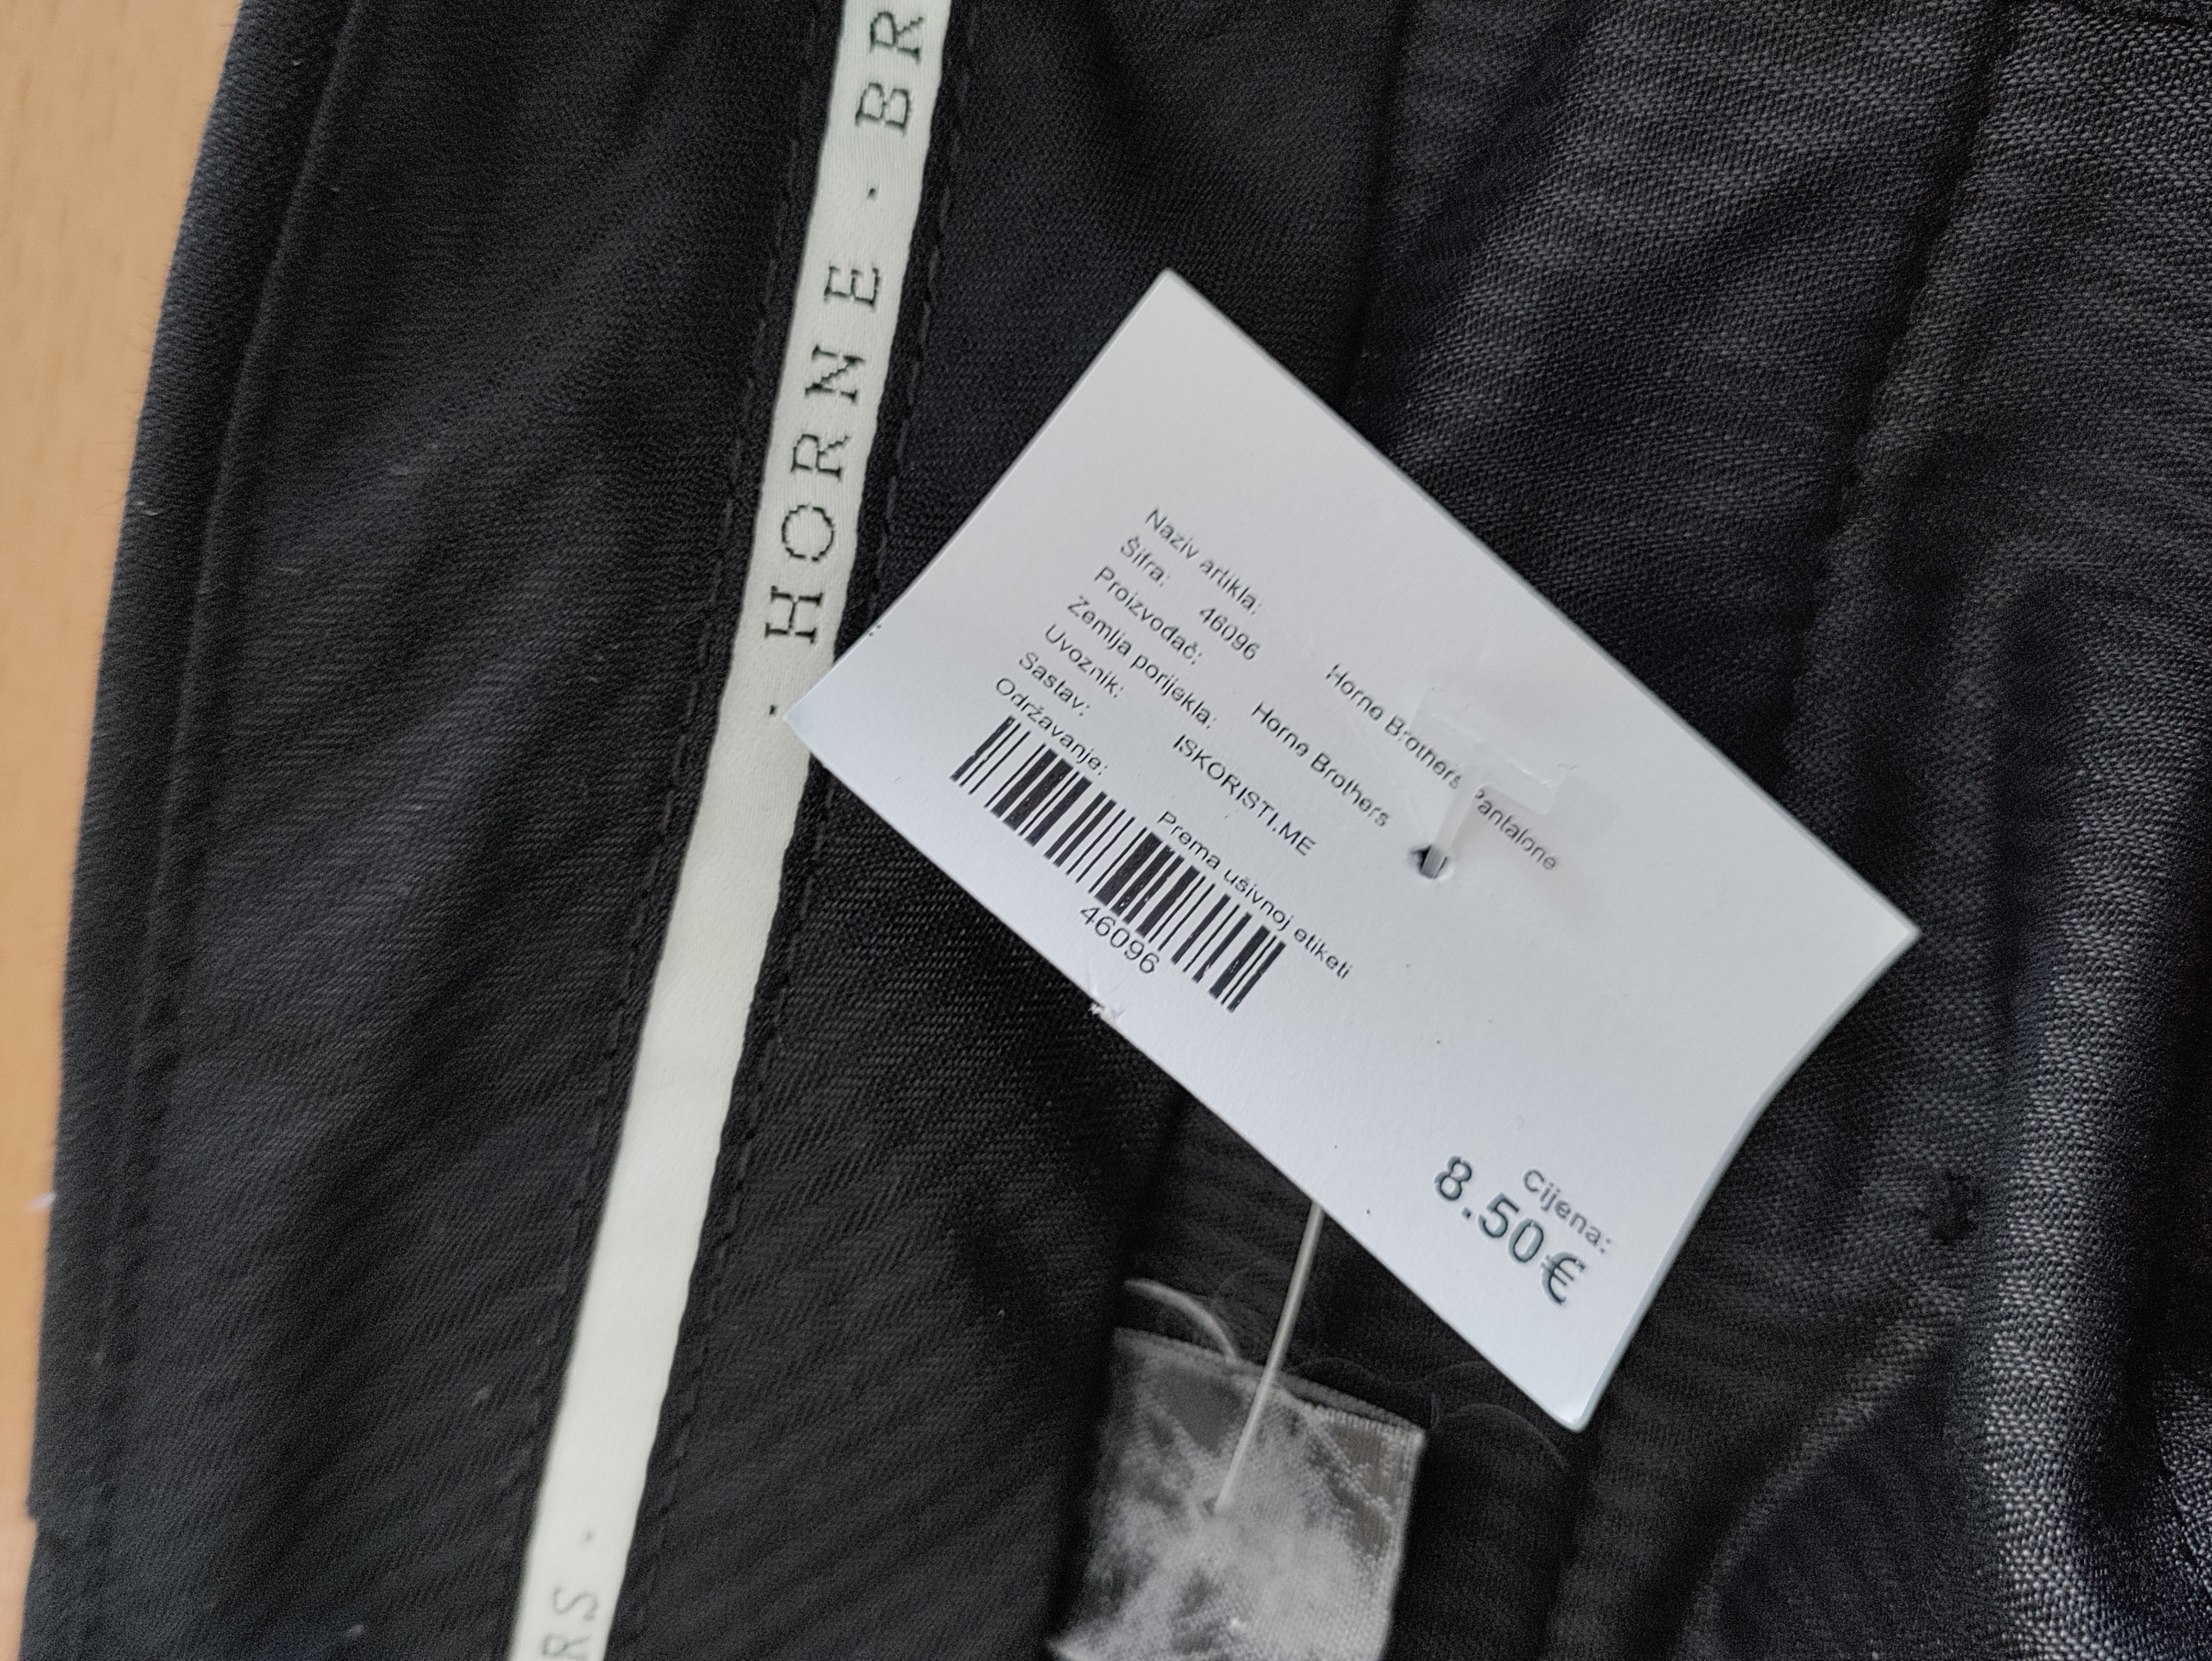 · HORNE · BR
RS ·
Naziv artikla: Horne Brothers Pantalone
Šifra: 46096
Proizvođač: Horne Brothers
Zemlja porijekla:
Uvoznik: ISKORISTI.ME
Sastav:
Održavanje: Prema ušivnoj etiketi
46096
Cijena:
8.50€